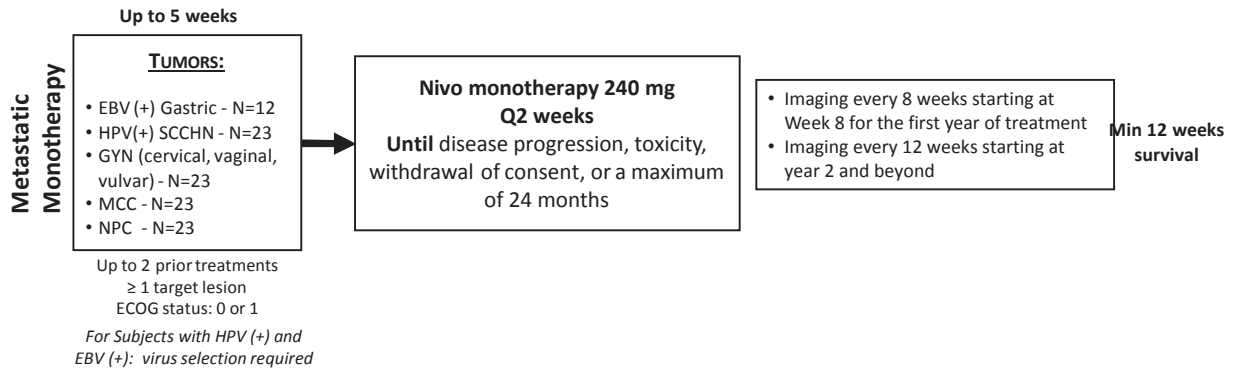 Up to 5 weeks
Metastatic
Monotherapy
TUMORS:
• EBV (+) Gastric - N=12
• HPV(+) SCCHN - N=23
• GYN (cervical, vaginal,
vulvar) - N=23
• MCC - N=23
• NPC - N=23
Up to 2 prior treatments
≥ 1 target lesion
ECOG status: 0 or 1
For Subjects with HPV (+) and
EBV (+): virus selection required
Nivo monotherapy 240 mg
Q2 weeks
Until disease progression, toxicity,
withdrawal of consent, or a maximum
of 24 months
• Imaging every 8 weeks starting at
Week 8 for the first year of treatment
• Imaging every 12 weeks starting at
year 2 and beyond
Min 12 weeks
survival